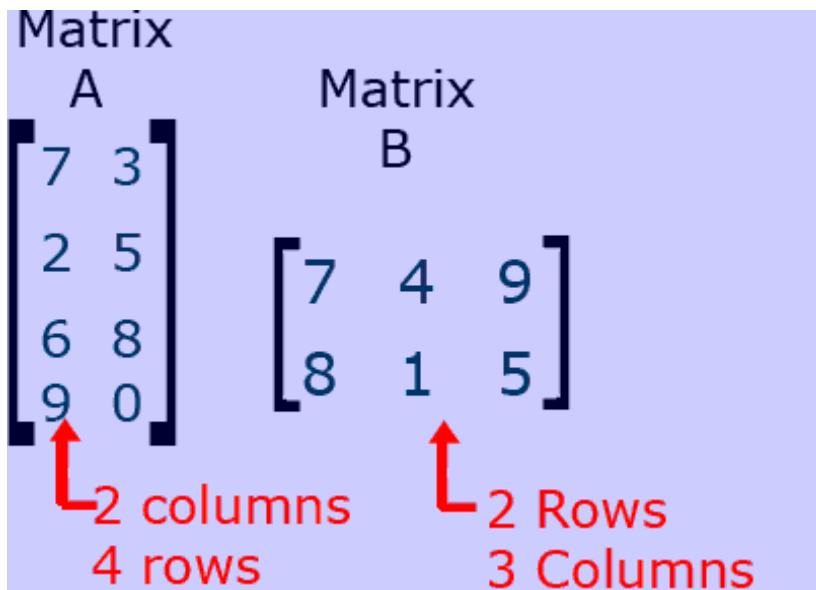 Matrix
A
7 3
2 5
6 8
9 0
2 columns
4 rows
Matrix
B
7 4 9
8 1 5
2 Rows
3 Columns